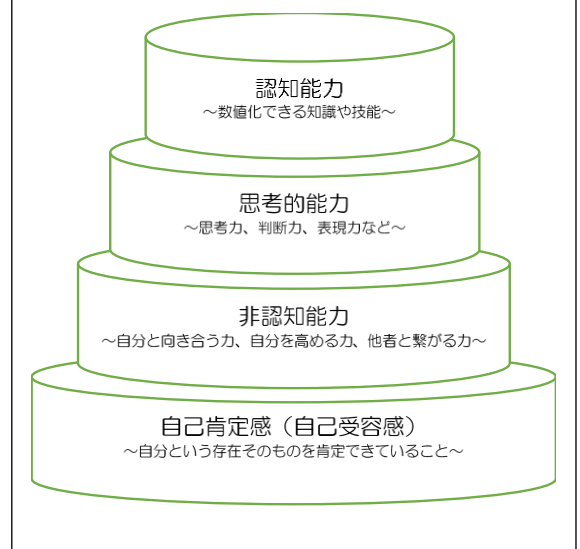 認知能力
～数値化できる知識や技能～
思考的能力
～思考力、判断力、表現力など～
非認知能力
～自分と向き合う力、自分を高める力、他者と繋がる力～
自己肯定感（自己受容感）
～自分という存在そのものを肯定できていること～